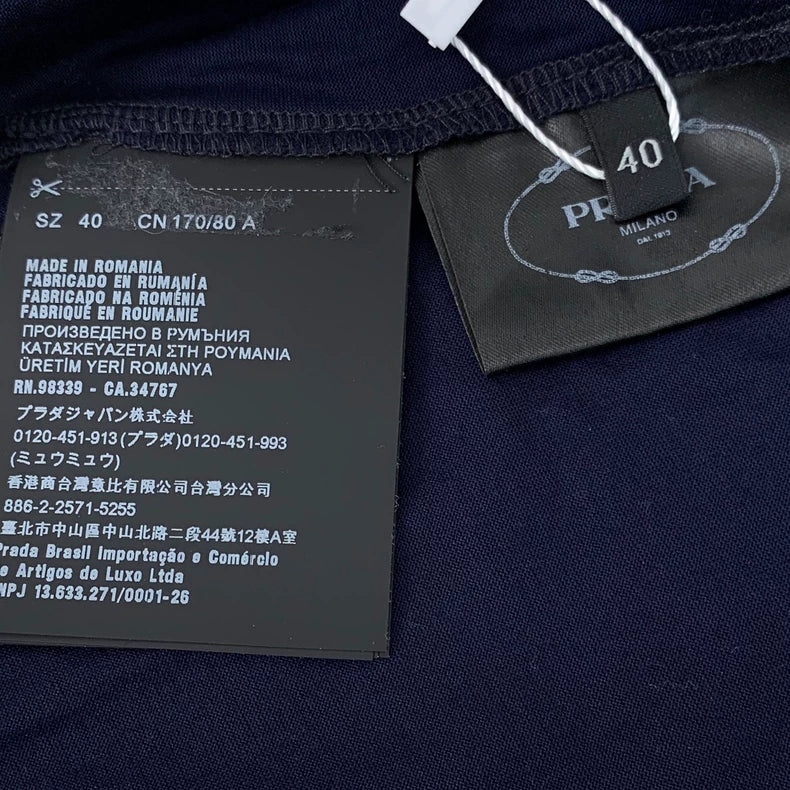 SZ 40 CN 170/80 A
MADE IN ROMANIA
FABRICADO EN RUMANÍA
FABRICADO NA ROMÉNIA
FABRIQUÉ EN ROUMANIE
ПРОИЗВЕДЕНО В РУМЪНИЯ
ΚΑΤΑΣΚΕΥΑΖΕΤΑΙ ΣΤΗ ΡΟΥΜΑΝΙΑ
ÜRETİM YERİ ROMANYA
RN.98339 - CA.34767
プラダジャパン株式会社
0120-451-913(プラダ)0120-451-993
(ミュウミュウ)
香港商台灣意比有限公司台灣分公司
886-2-2571-5255
臺北市中山區中山北路二段44號12樓A室
Prada Brasil Importação e Comércio
e Artigos de Luxo Ltda
NPJ 13.633.271/0001-26
40
PR A
MILANO
DAL 1913